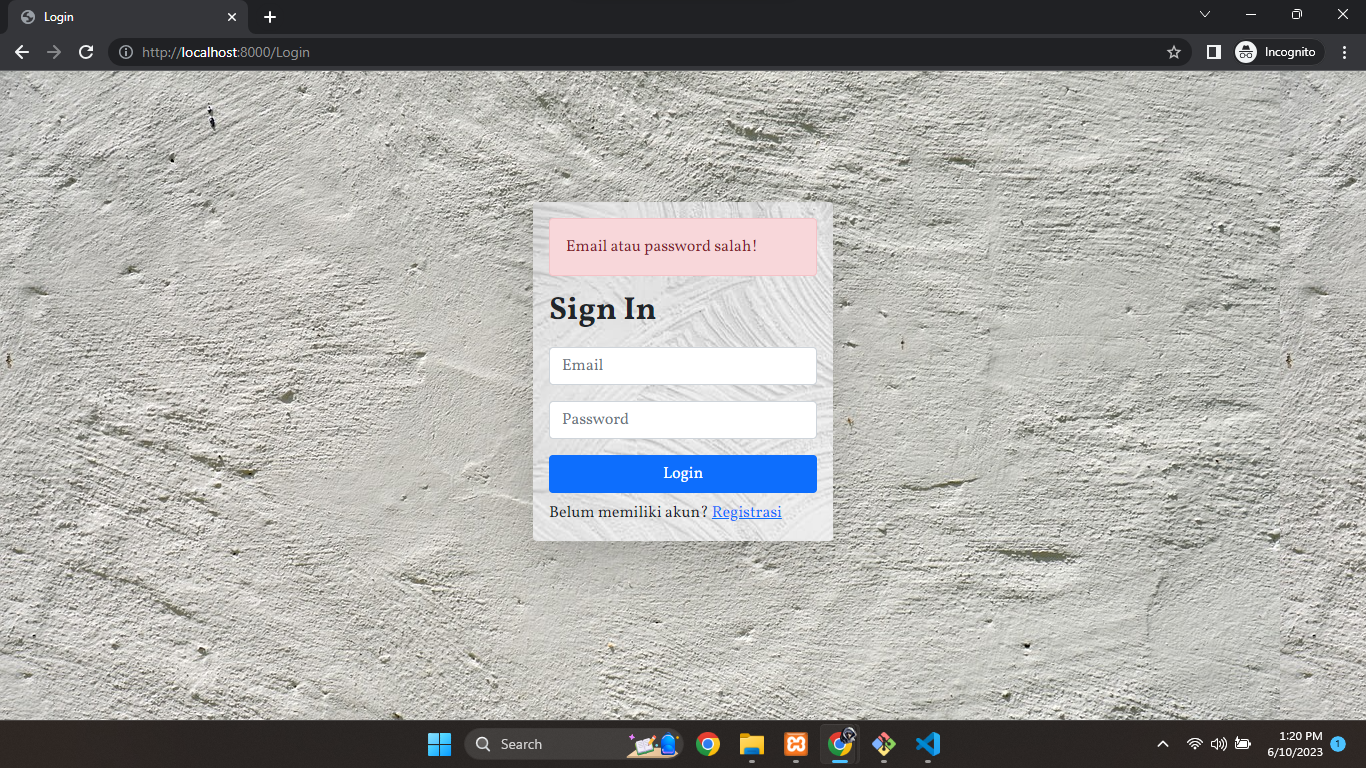 Login
http://localhost:8000/Login
Incognito
Email atau password salah!
Sign In
Email
Password
Login
Belum memiliki akun? Registrasi
Search
1:20 PM
6/10/2023
1